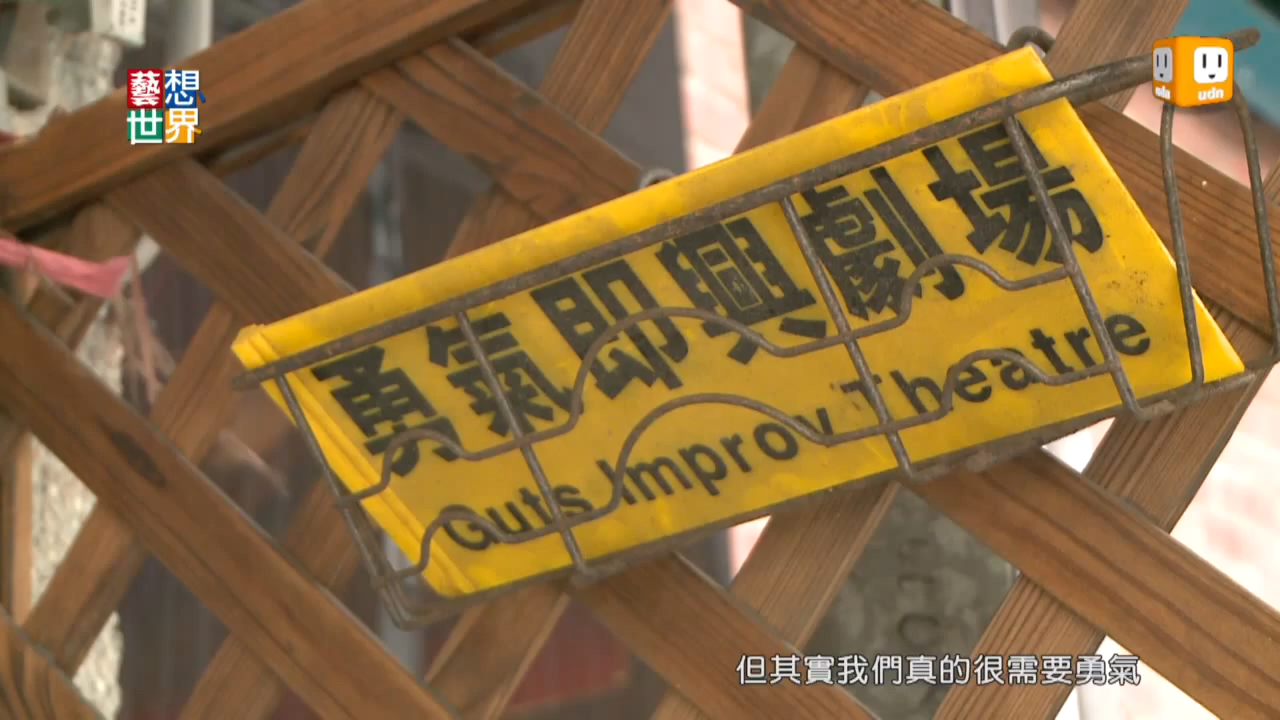 藝想
世界
udn
勇氣即興劇場
Guts Improv Theatre
但其實我們真的很需要勇氣